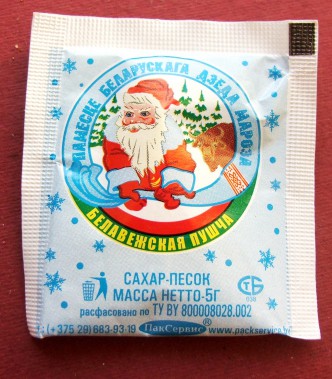 ПАМЕСЦЕ БЕЛАРУСКАГА ДЗЕДА МАРОЗА
БЕЛАВЕЖСКАЯ ПУШЧА
САХАР-ПЕСОК
МАССА НЕТТО-5Г
расфасовано по ТУ BY 800008028.002
(+ 375 29) 683-93-19 ПакСервис® www.packservice.